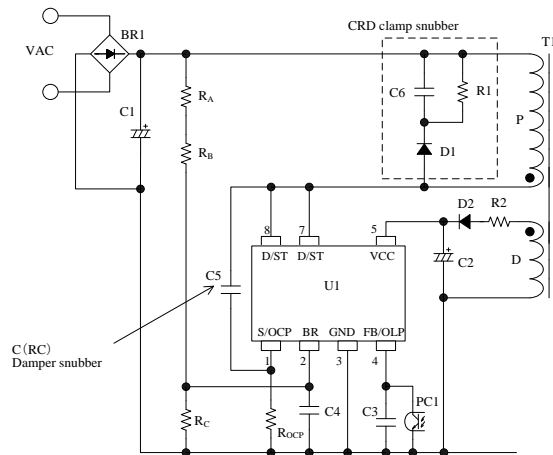 CRD clamp snubber
VAC
BR1
T1
C1
RA
RB
C6
R1
P
D1
D2
R2
8
7
5
D/ST
D/ST
VCC
C5
U1
C2
D
S/OCP
BR
GND
FB/OLP
1
2
3
4
C(RC)
Damper snubber
RC
ROCP
C4
C3
PC1